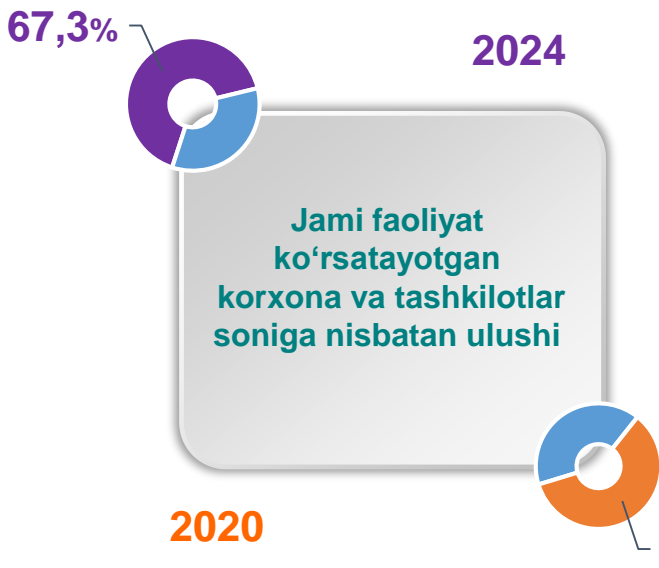 67,3%
2024
Jami faoliyat
ko‘rsatayotgan
korxona va tashkilotlar
soniga nisbatan ulushi
2020